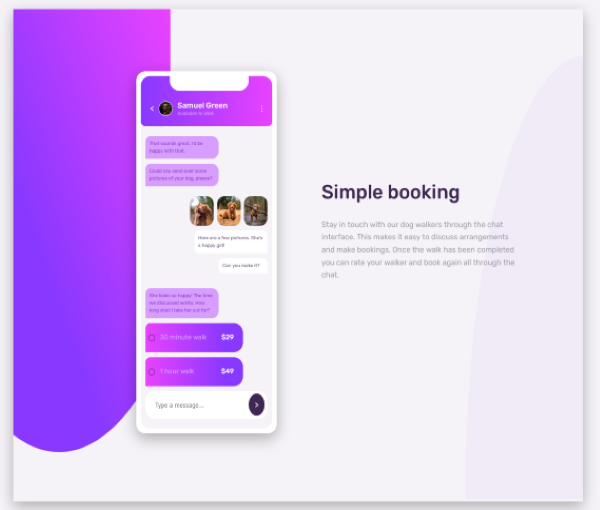 Samuel Green
Available to Walk
That sounds great. I'd be
happy with that.
Could you send over some
pictures of your dog, please?
Here are a few pictures. She's
a happy girl!
Can you make it?
She looks so happy! The time
we discussed works. How
long shall I take her out for?
30 minute walk $29
1 hour walk $49
Type a message...
Simple booking
Stay in touch with our dog walkers through the chat
interface. This makes it easy to discuss arrangements
and make bookings. Once the walk has been completed
you can rate your walker and book again all through the
chat.